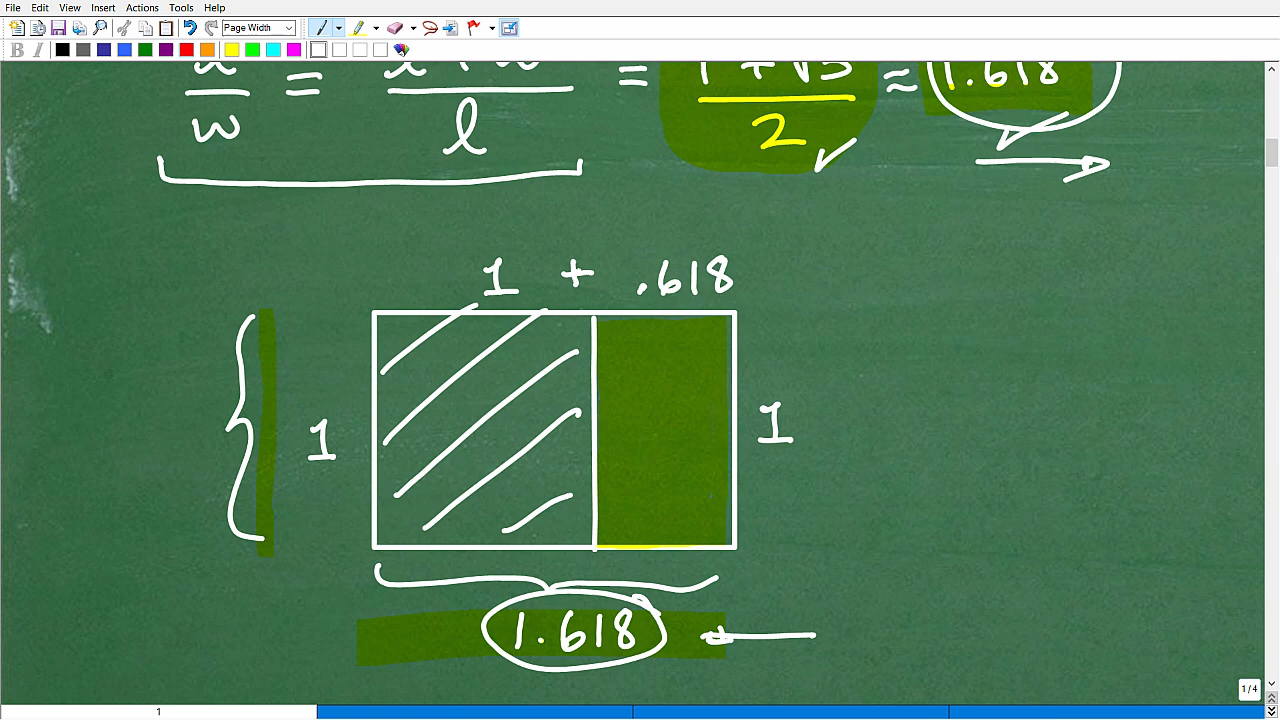 File Edit View Insert Actions Tools Help
Page Width
B I
= = ≈ 1.618
w l 2
1 + .618
1 1
1.618
1/4
1